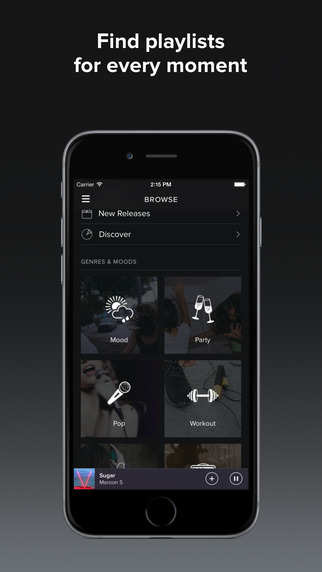 Find playlists
for every moment
Carrier 2:15 PM
BROWSE
New Releases
Discover
GENRES & MOODS
Mood Party
Pop Workout
Sugar
Maroon 5